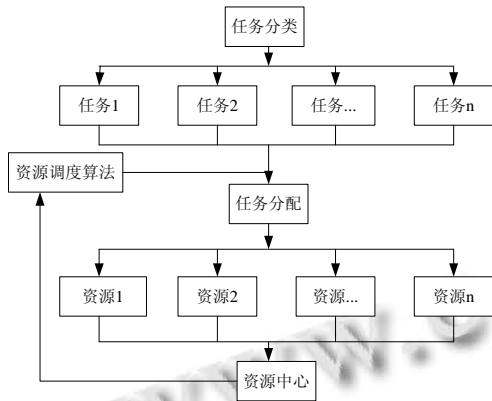 任务分类
任务1
任务2
任务...
任务n
资源调度算法
任务分配
资源1
资源2
资源...
资源n
资源中心